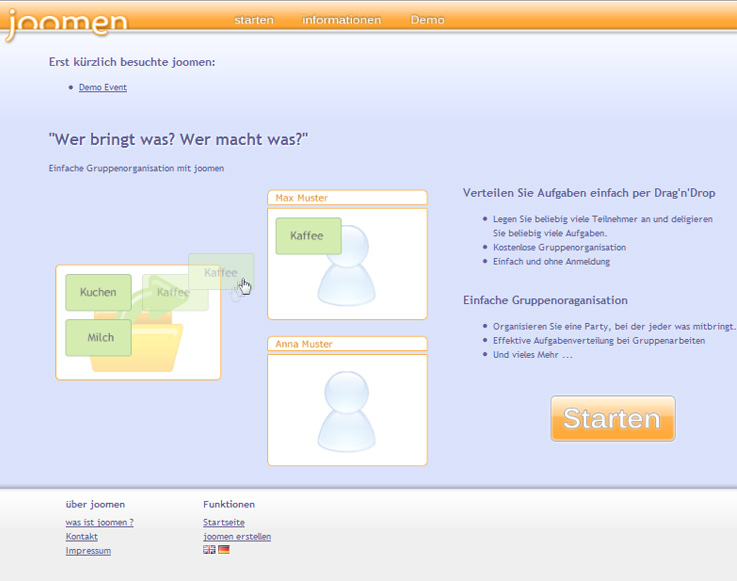 joomen
starten informationen Demo
Erst kürzlich besuchte joomen:
Demo Event
"Wer bringt was? Wer macht was?"
Einfache Gruppenorganisation mit joomen
Max Muster
Kaffee
Kaffee
Kuchen
Kaffee
Milch
Anna Muster
Verteilen Sie Aufgaben einfach per Drag'n'Drop
Legen Sie beliebig viele Teilnehmer an und deligieren
Sie beliebig viele Aufgaben.
Kostenlose Gruppenorganisation
Einfach und ohne Anmeldung
Einfache Gruppenoraganisation
Organisieren Sie eine Party, bei der jeder was mitbringt.
Effektive Aufgabenverteilung bei Gruppenarbeiten
Und vieles Mehr ...
Starten
über joomen
was ist joomen ?
Kontakt
Impressum
Funktionen
Startseite
joomen erstellen